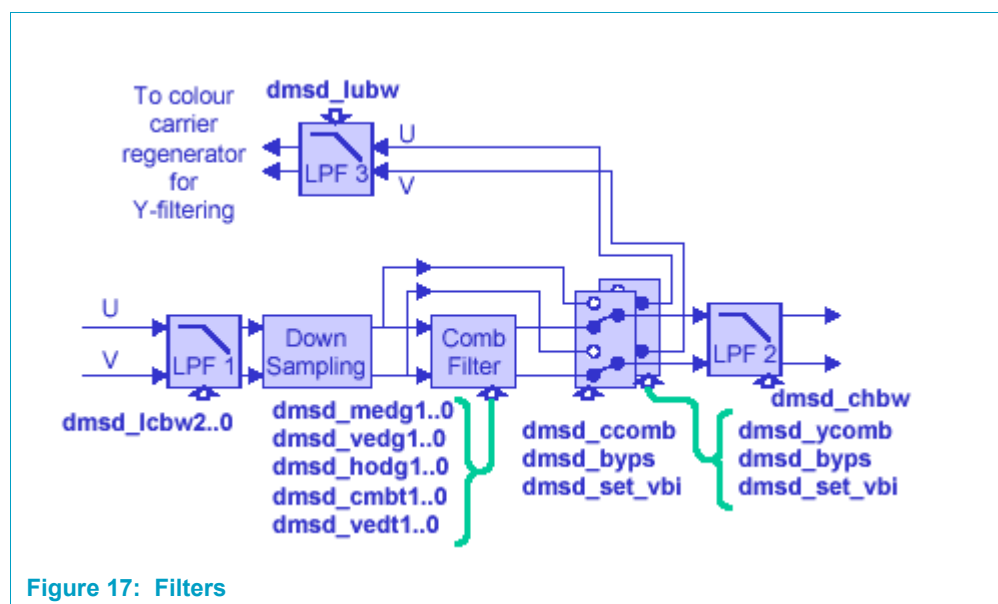 To colour
carrier
regenerator
for
Y-filtering
dmsd_lubw
LPF 3
U
V
U
V
LPF 1
dmsd_lcbw2..0
Down
Sampling
Comb
Filter
dmsd_medg1..0
dmsd_vedg1..0
dmsd_hodg1..0
dmsd_cmbt1..0
dmsd_vedt1..0
dmsd_ccomb
dmsd_byps
dmsd_set_vbi
LPF 2
dmsd_chbw
dmsd_ycomb
dmsd_byps
dmsd_set_vbi
Figure 17: Filters